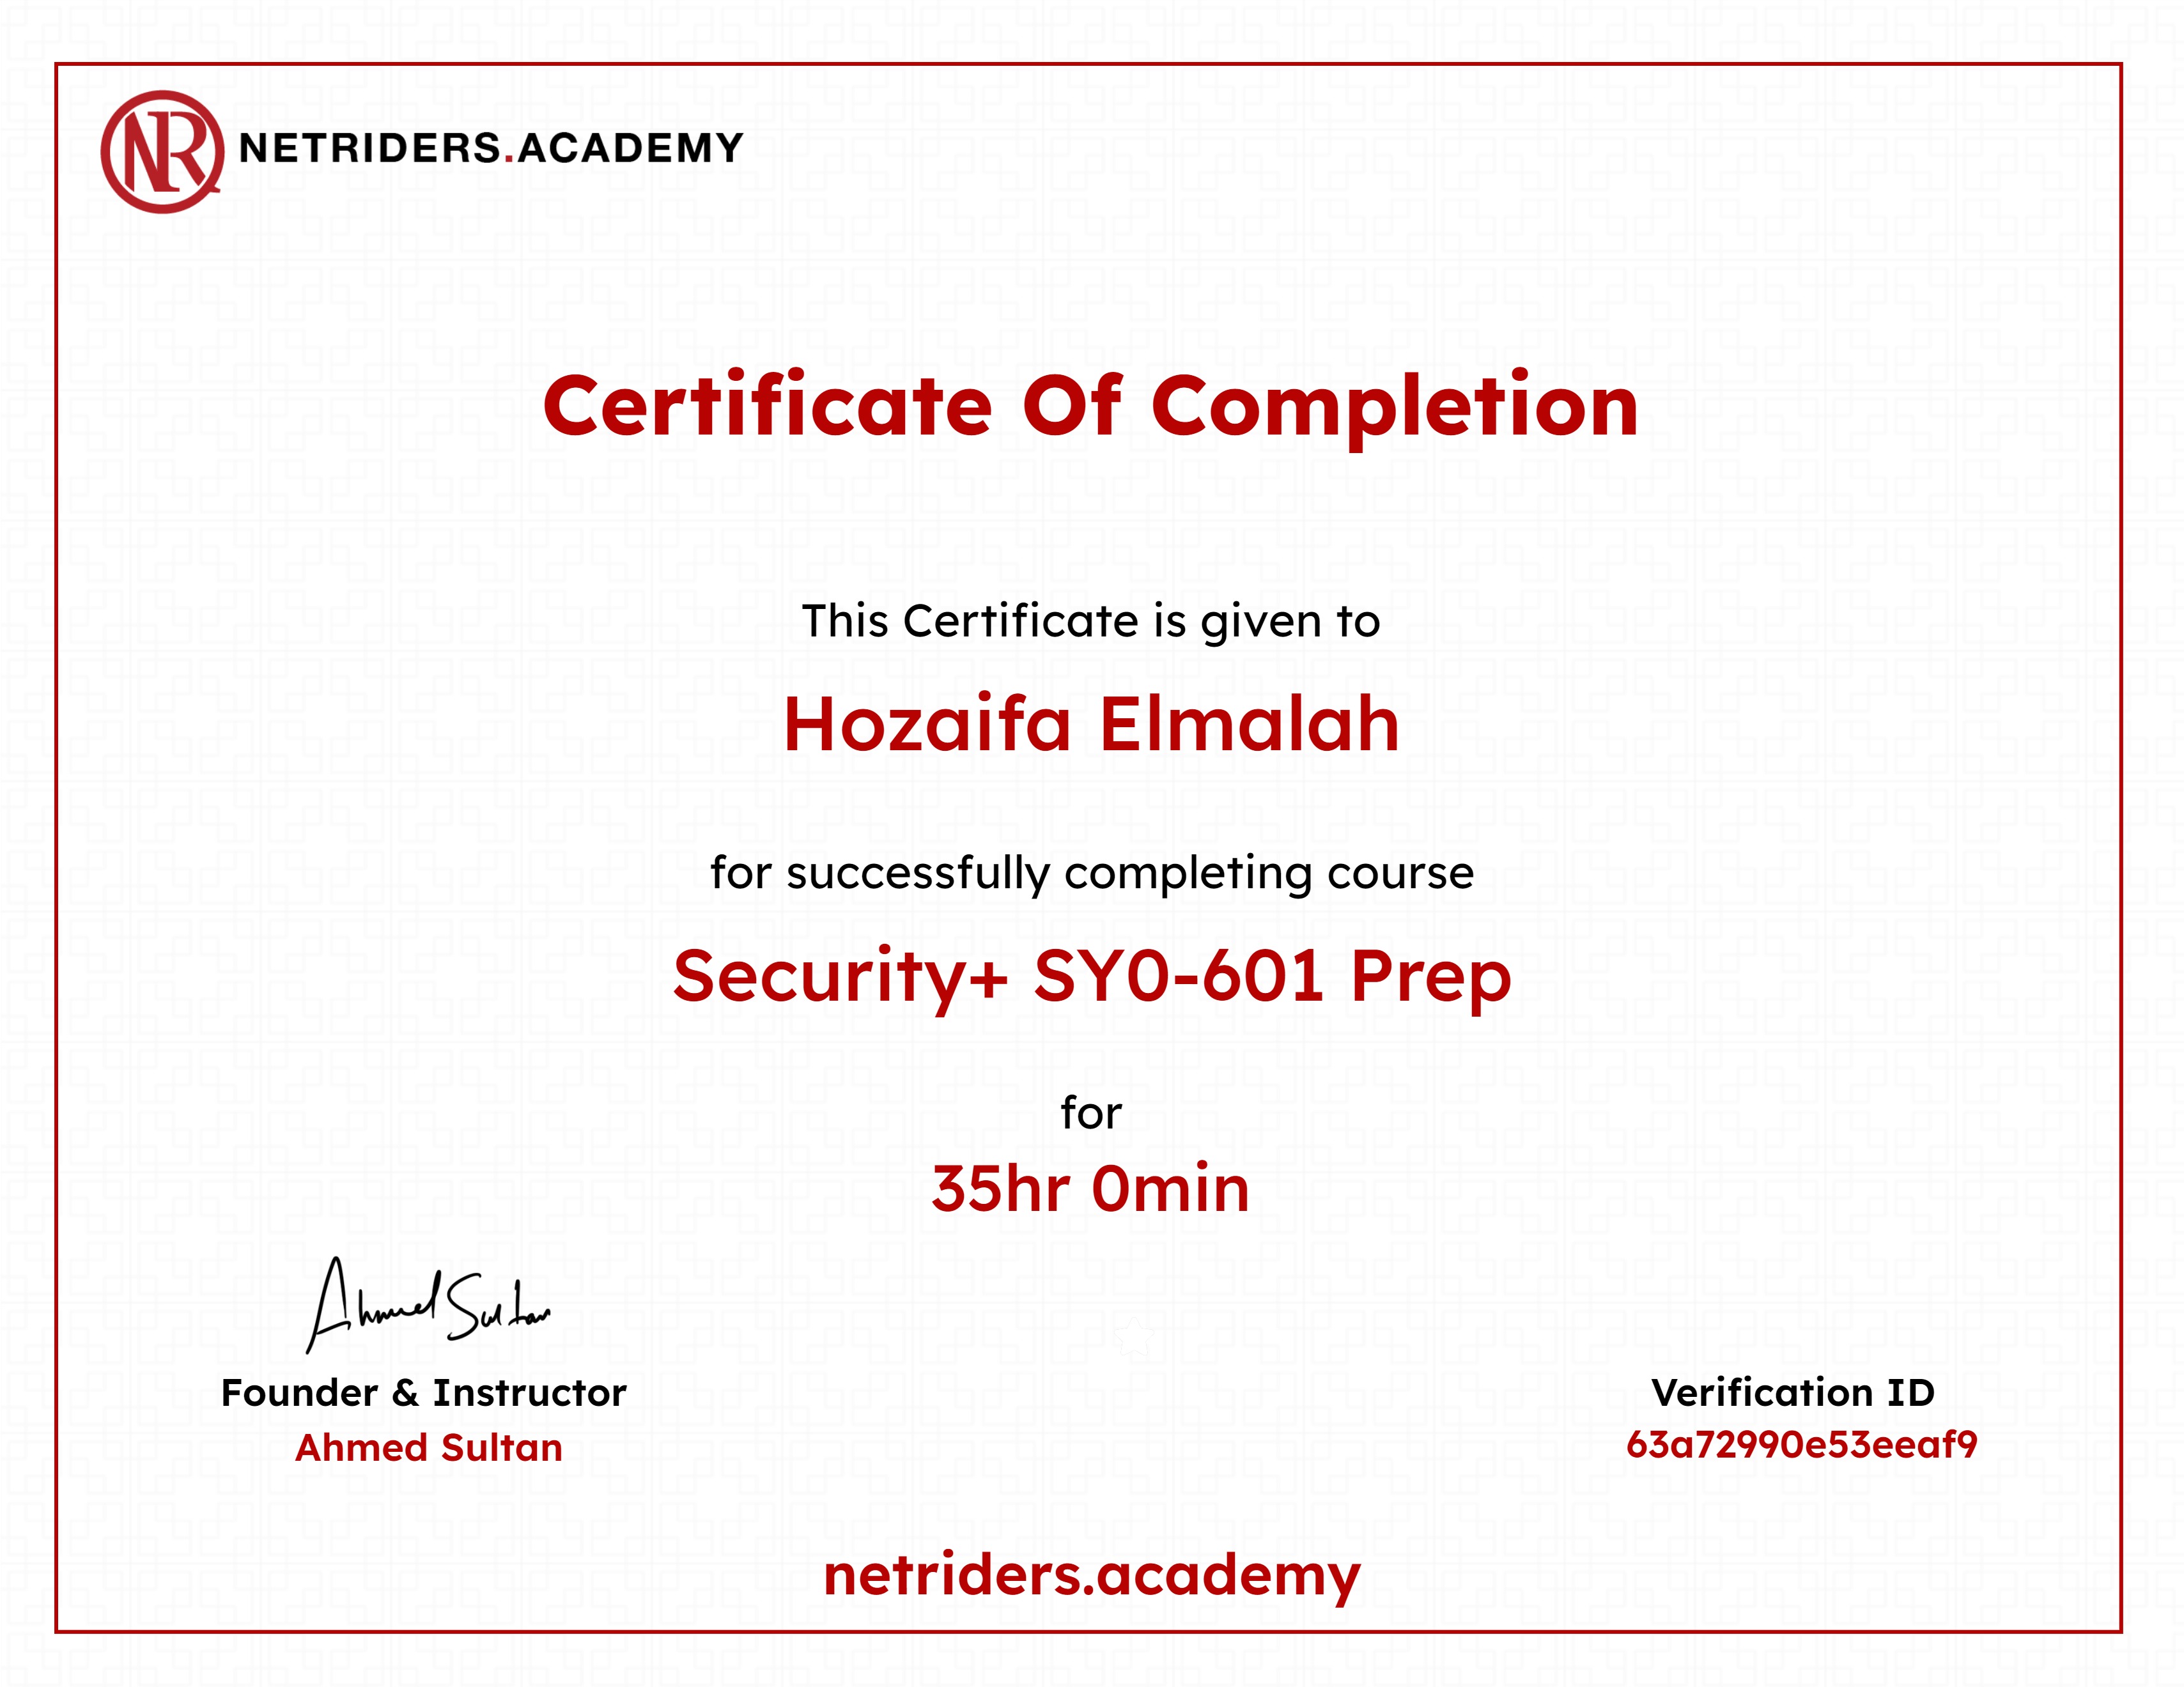 NR NETRIDERS.ACADEMY
Certificate Of Completion
This Certificate is given to
Hozaifa Elmalah
for successfully completing course
Security+ SY0-601 Prep
for
35hr 0min
Ahmed Sultan
Founder & Instructor
Ahmed Sultan
Verification ID
63a72990e53eeaf9
netriders.academy